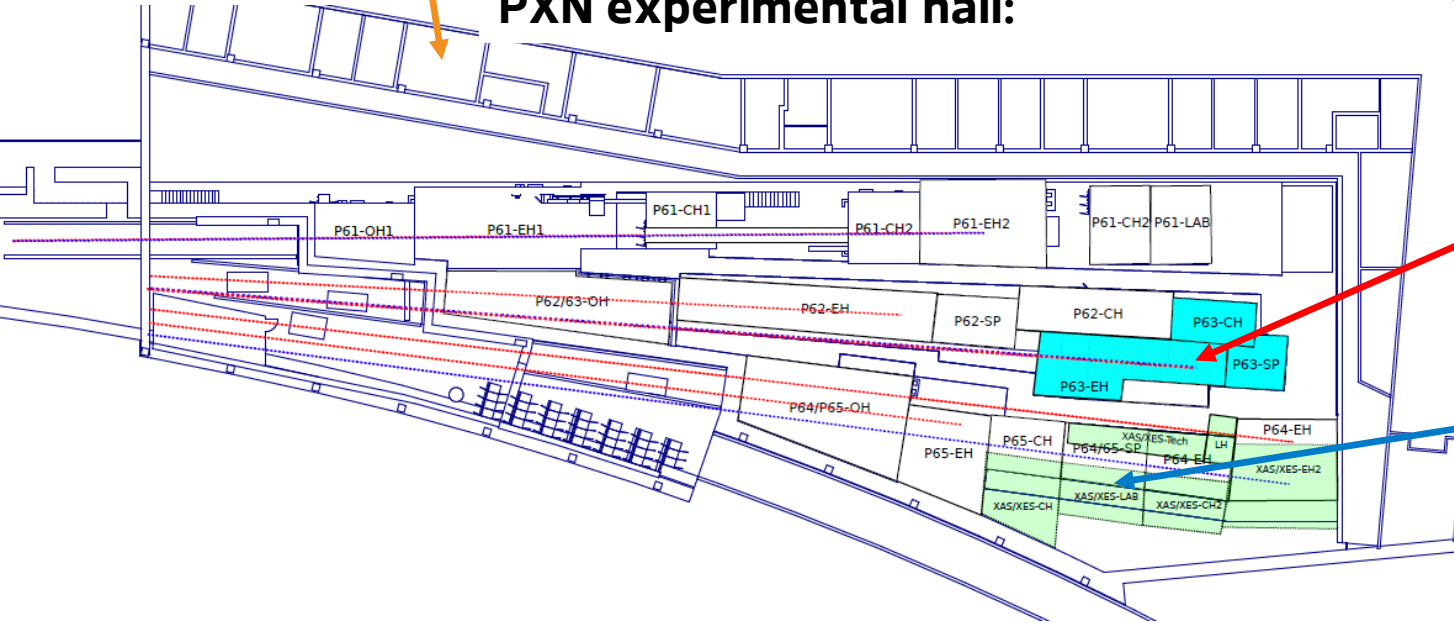 PXN experimental hall:
P61-CH1
P61-OH1
P61-EH1
P61-CH2
P61-EH2
P61-CH2
P61-LAB
P62/63-OH
P62-EH
P62-SP
P62-CH
P63-CH
P63-EH
P63-SP
P64/P65-OH
P65-EH
P65-CH
XAS/XES-Tech
P64/65-SP
P64-EH
LH
P64-EH
XAS/XES-EH2
XAS/XES-CH
XAS/XES-LAB
XAS/XES-CH2